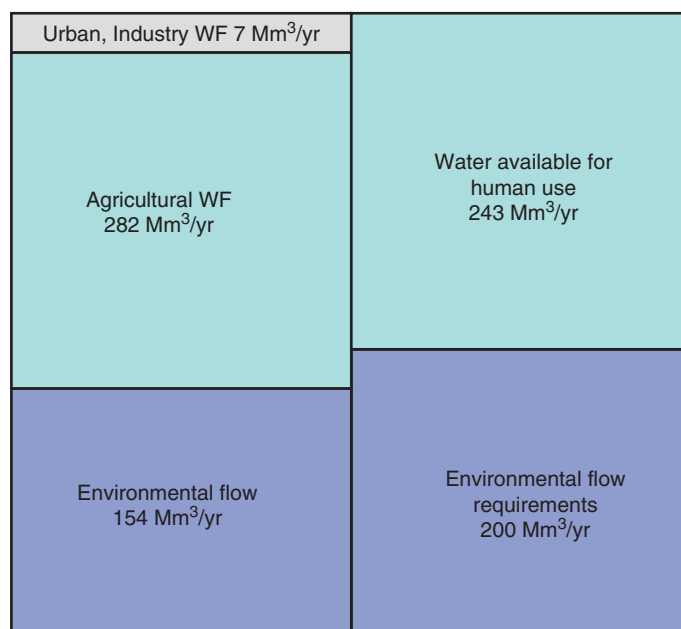 Urban, Industry WF 7 Mm³/yr
Agricultural WF
282 Mm³/yr
Environmental flow
154 Mm³/yr
Water available for
human use
243 Mm³/yr
Environmental flow
requirements
200 Mm³/yr